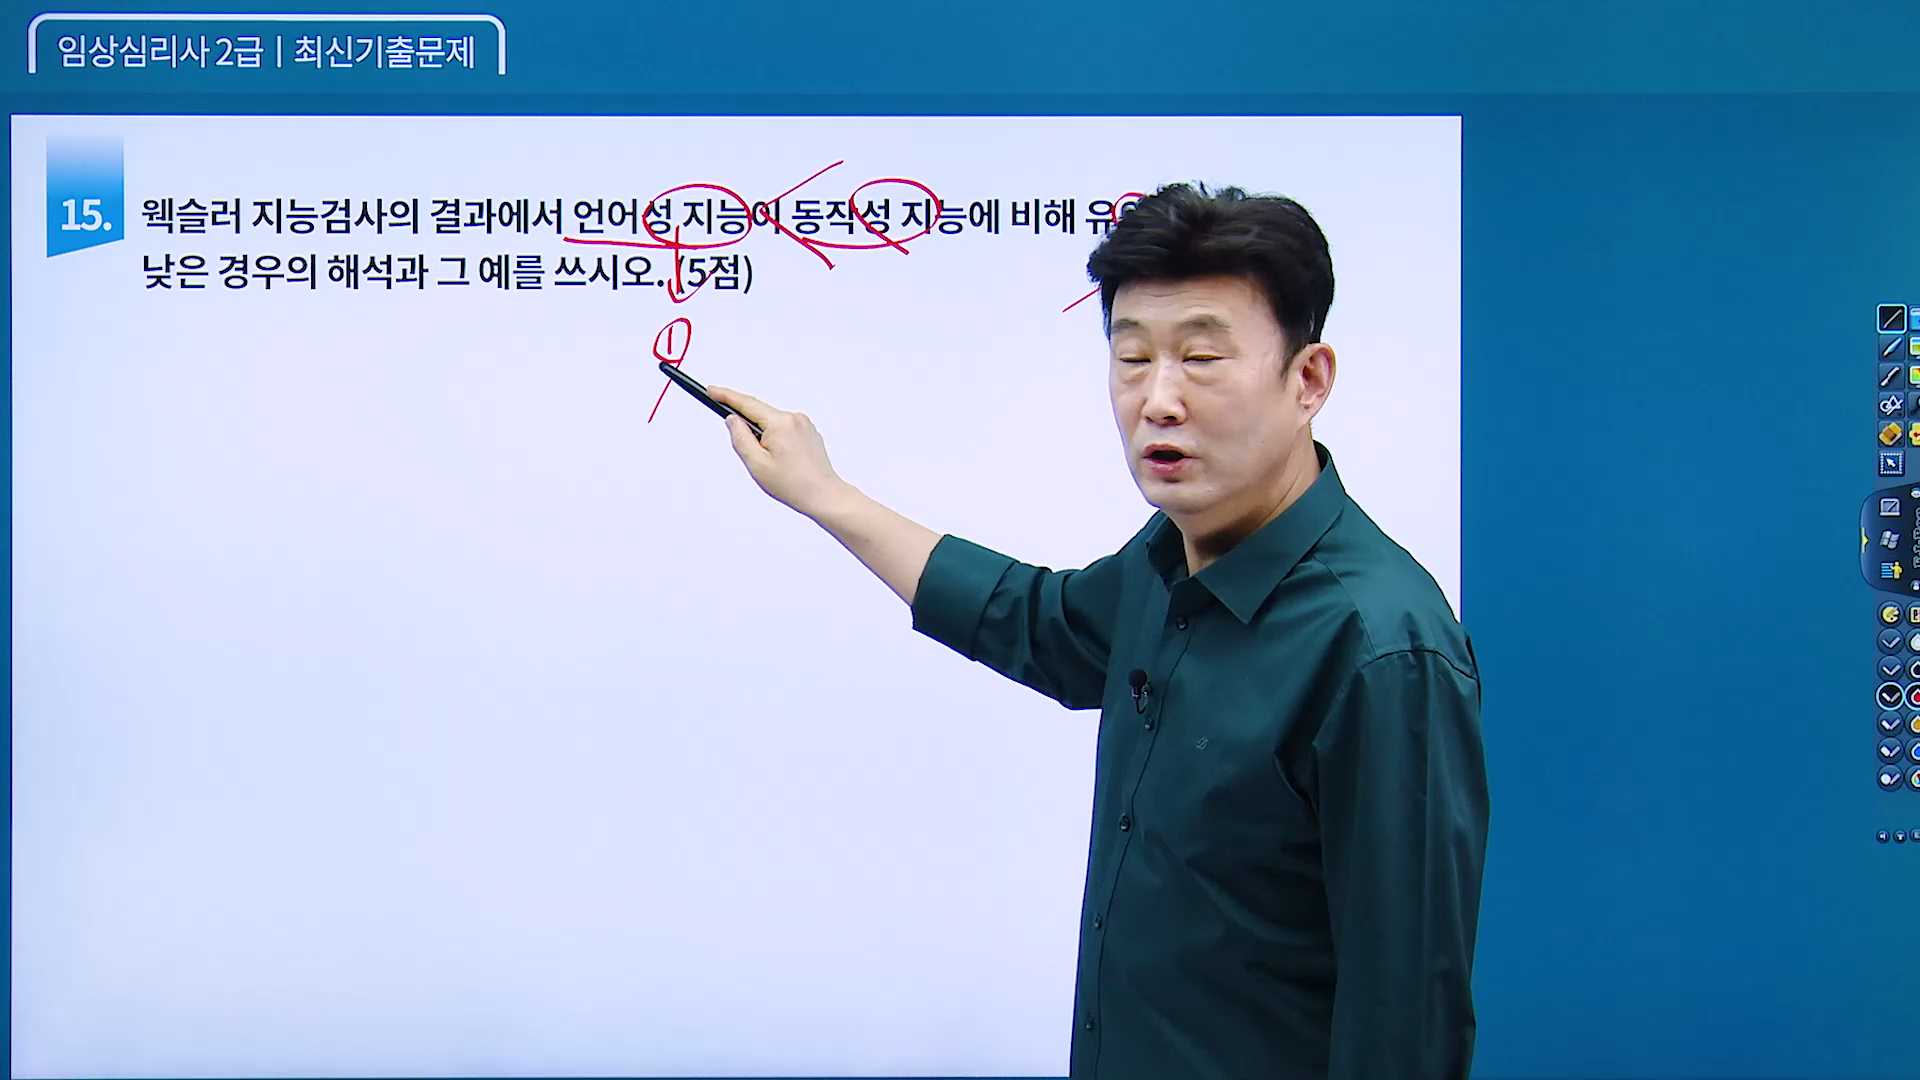 임상심리사 2급 | 최신기출문제
15. 웩슬러 지능검사의 결과에서 언어성 지능이 동작성 지능에 비해
낮은 경우의 해석과 그 예를 쓰시오. (5점)
①